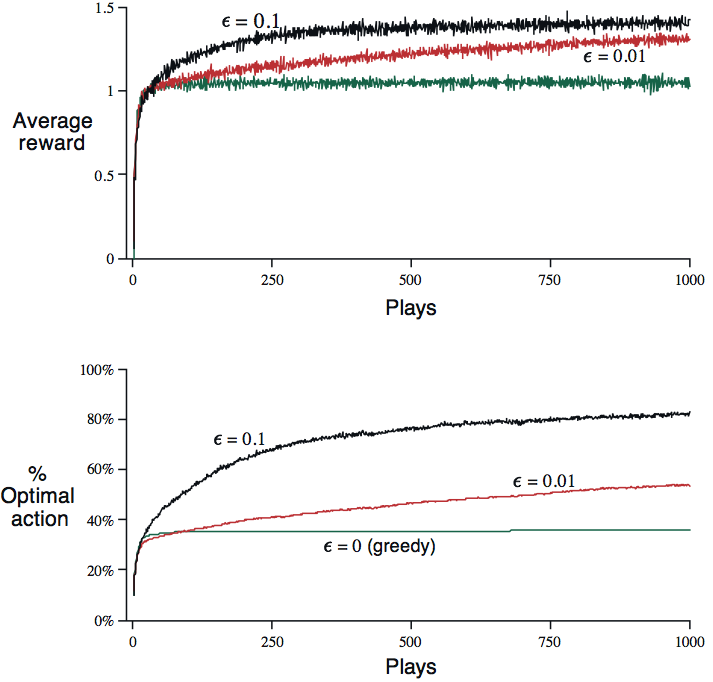 1.5
ϵ = 0.1
ϵ = 0.01
1
Average
reward
0.5
0
0 250 500 750 1000
Plays
100%
80%
ϵ = 0.1
60%
ϵ = 0.01
%
Optimal
action
40%
ϵ = 0 (greedy)
20%
0%
0 250 500 750 1000
Plays